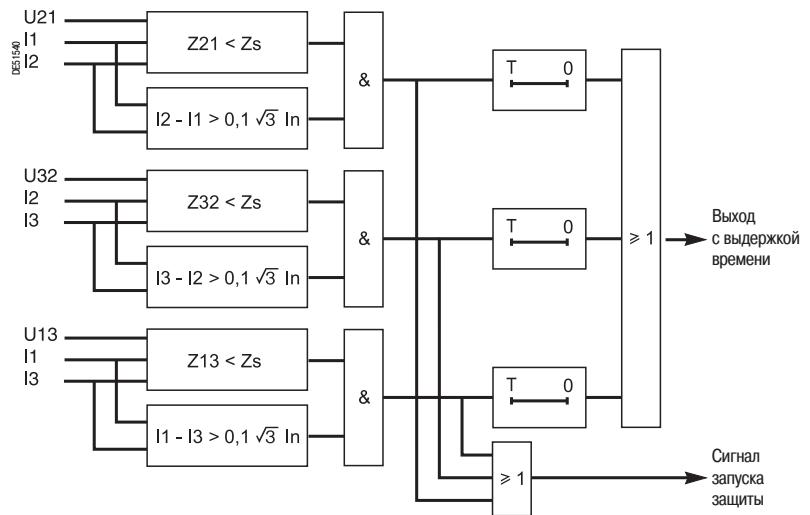 U21
I1
I2
DE51540
Z21 < Zs
I2 - I1 > 0,1 √3 In
&
T 0
U32
I2
I3
Z32 < Zs
I3 - I2 > 0,1 √3 In
&
T 0
≥ 1
Выход
с выдержкой
времени
U13
I1
I3
Z13 < Zs
I1 - I3 > 0,1 √3 In
&
T 0
≥ 1
Сигнал
запуска
защиты